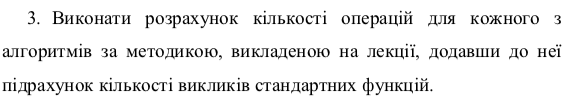 3. Виконати розрахунок кількості операцій для кожного з
алгоритмів за методикою, викладеною на лекції, додавши до неї
підрахунок кількості викликів стандартних функцій.